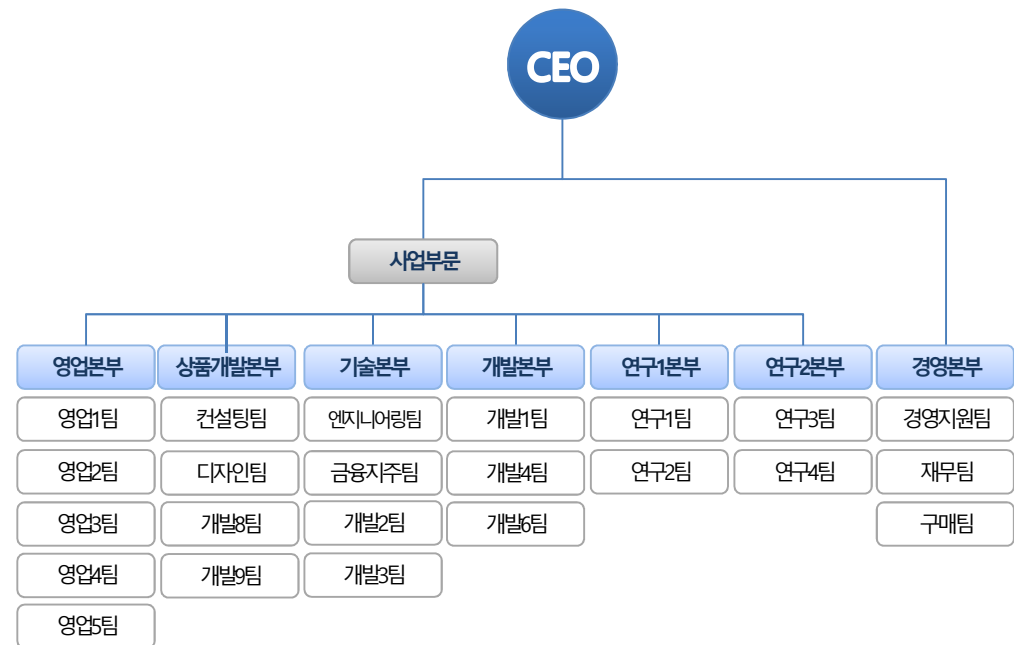 CEO
사업부문
영업본부 상품개발본부 기술본부 개발본부 연구1본부 연구2본부 경영본부
영업1팀 컨설팅팀 엔지니어링팀 개발1팀 연구1팀 연구3팀 경영지원팀
영업2팀 디자인팀 금융지주팀 개발4팀 연구2팀 연구4팀 재무팀
영업3팀 개발8팀 개발2팀 개발6팀 구매팀
영업4팀 개발9팀 개발3팀
영업5팀